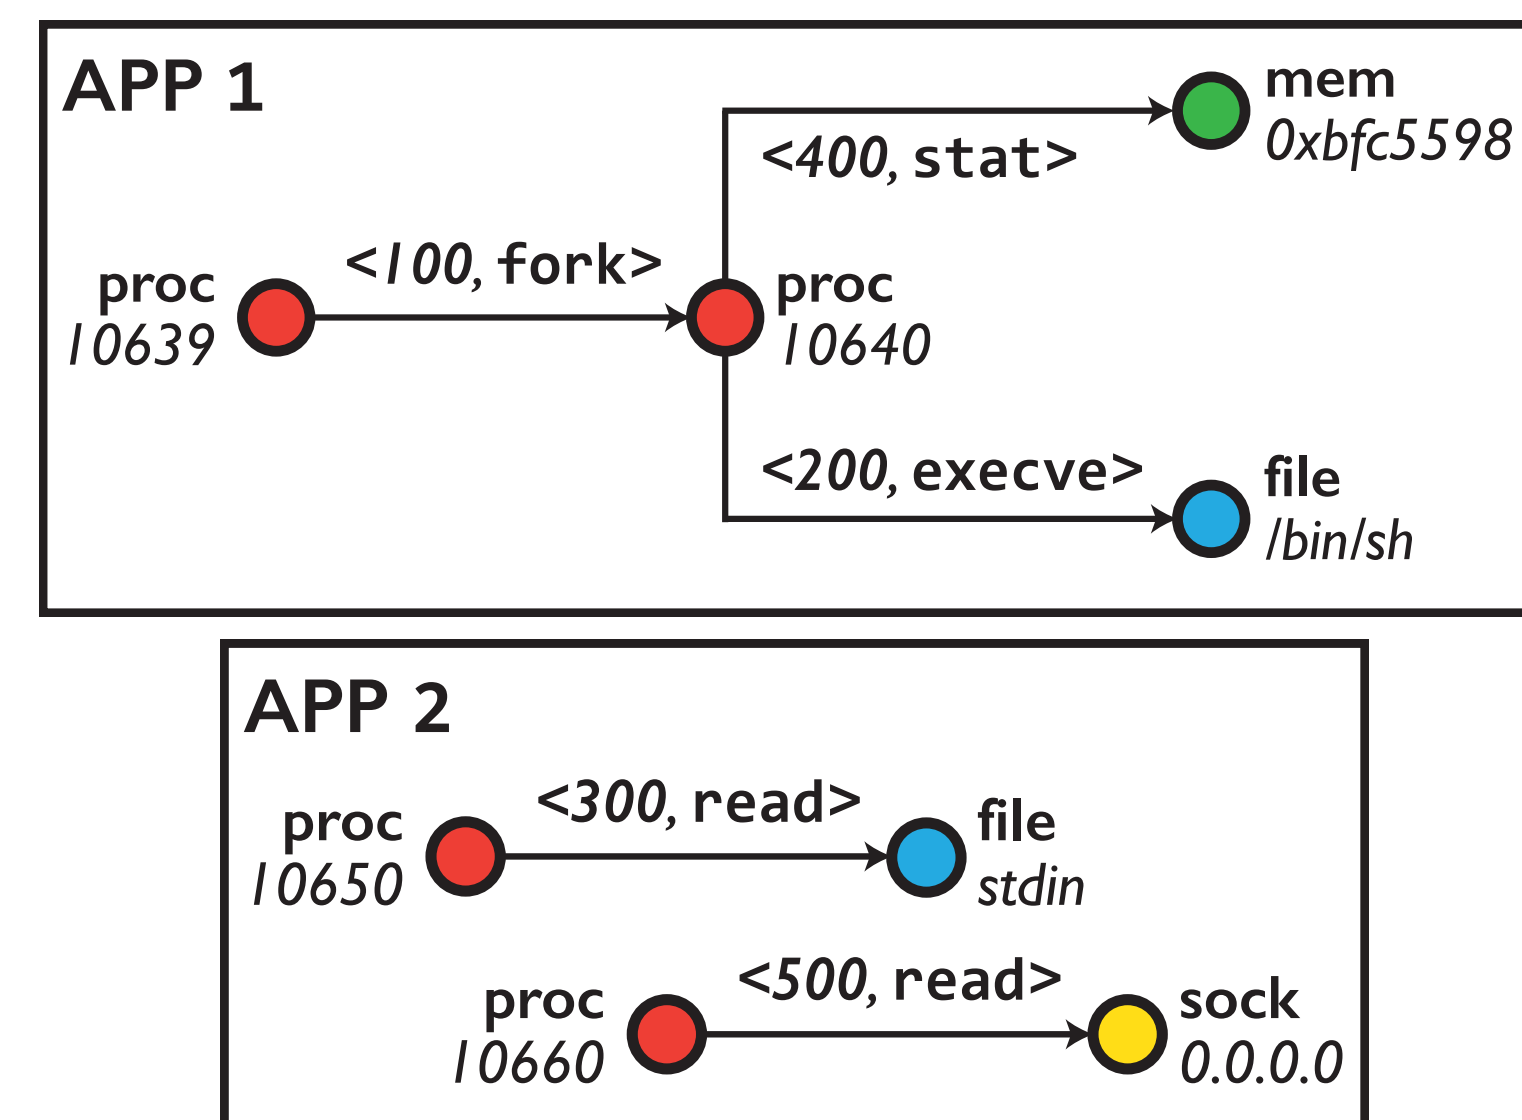 APP 1
mem
0xbfc5598
<400, stat>
<100, fork>
proc
10639
proc
10640
<200, execve>
file
/bin/sh
APP 2
<300, read>
proc
10650
file
stdin
<500, read>
proc
10660
sock
0.0.0.0